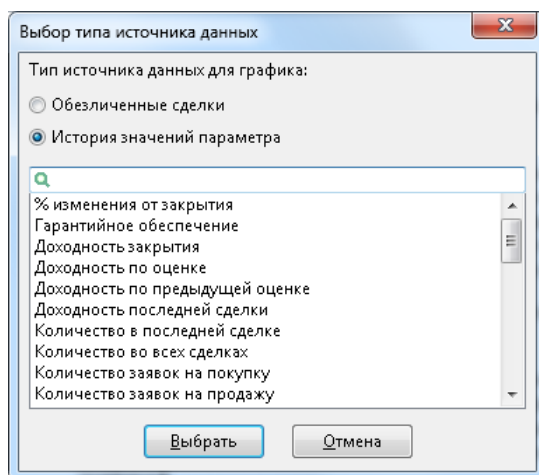 Выбор типа источника данных
Тип источника данных для графика:
Обезличенные сделки
История значений параметра
% изменения от закрытия
Гарантийное обеспечение
Доходность закрытия
Доходность по оценке
Доходность по предыдущей оценке
Доходность последней сделки
Количество в последней сделке
Количество во всех сделках
Количество заявок на покупку
Количество заявок на продажу
Выбрать Отмена